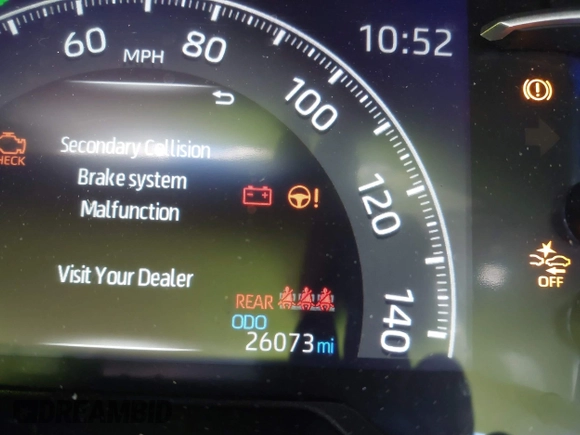 60
MPH
80
10:52
100
CHECK
Secondary Collision
Brake system
Malfunction
120
Visit Your Dealer
OFF
REAR
140
ODO
26073 mi
DREAMBID